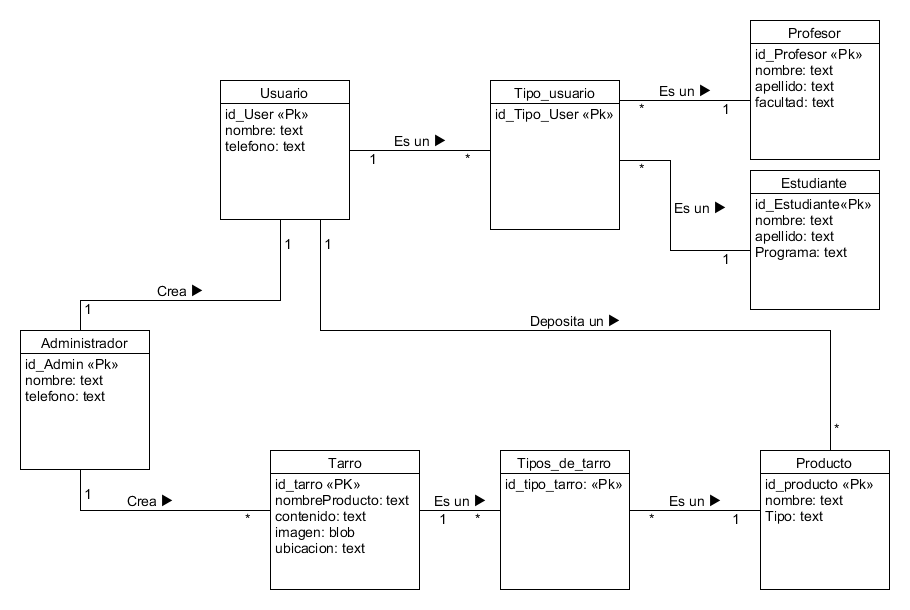 Profesor
id_Profesor «Pk»
nombre: text
apellido: text
facultad: text
Usuario
id_User «Pk»
nombre: text
telefono: text
Tipo_usuario
id_Tipo_User «Pk»
Es un ▶
*
1
Es un ▶
1
*
*
Es un ▶
1
Estudiante
id_Estudiante«Pk»
nombre: text
apellido: text
Programa: text
1
1
Crea ▶
1
Deposita un ▶
*
Administrador
id_Admin «Pk»
nombre: text
telefono: text
1
Crea ▶
*
Tarro
id_tarro «PK»
nombreProducto: text
contenido: text
imagen: blob
ubicacion: text
Es un ▶
1
*
Tipos_de_tarro
id_tipo_tarro: «Pk»
Es un ▶
*
1
Producto
id_producto «Pk»
nombre: text
Tipo: text